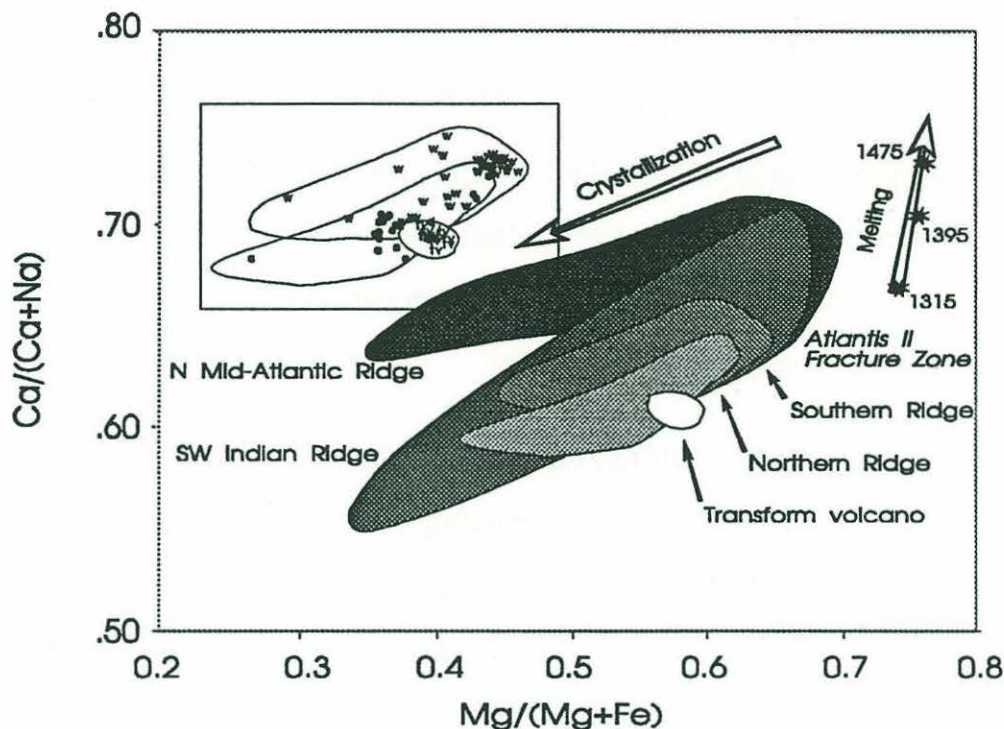 .80
.70
.60
.50
Ca/(Ca+Na)
0.2 0.3 0.4 0.5 0.6 0.7 0.8
Mg/(Mg+Fe)
Crystallization
Melting
1475
1395
1315
N Mid-Atlantic Ridge
SW Indian Ridge
Atlantis II
Fracture Zone
Southern Ridge
Northern Ridge
Transform volcano